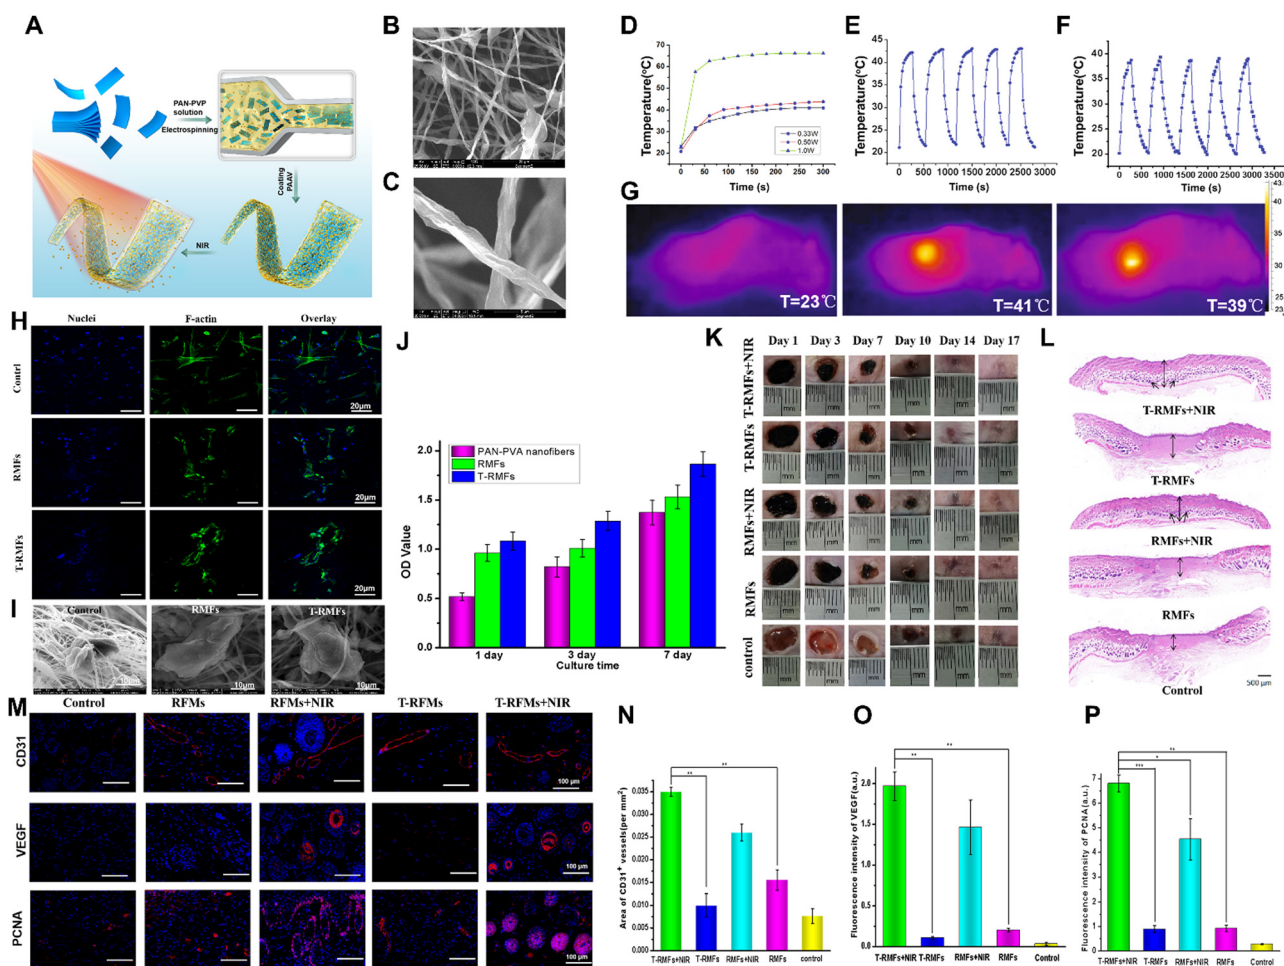 A
PAN-PVP
solution
Electrospinning
Coating
PAAV
NIR
B
C
D
Temperature(°C)
70
60
50
40
30
20
0 50 100 150 200 250 300
Time (s)
0.33W
0.50W
1.0W
E
Temperature(°C)
45
40
35
30
25
20
0 500 1000 1500 2000 2500 3000
Time (s)
F
Temperature(°C)
40
35
30
25
20
0 500 1000 1500 2000 2500 3000 3500
Time (s)
G
T=23℃
T=41℃
T=39℃
43.
39
35
31
27
23
H
Nuclei F-actin Overlay
Contrl
20μm
RMFs
20μm
T-RMFs
20μm
I
Control
10μm
RMFs
10μm
T-RMFs
10μm
J
OD Value
2.0
1.5
1.0
0.5
0.0
PAN-PVA nanofibers
RMFs
T-RMFs
1 day 3 day 7 day
Culture time
K
Day 1 Day 3 Day 7 Day 10 Day 14 Day 17
T-RMFs+NIR
T-RMFs
RMFs+NIR
RMFs
control
mm
L
T-RMFs+NIR
T-RMFs
RMFs+NIR
RMFs
Control
500 μm
M
Control RFMs RFMs+NIR T-RFMs T-RFMs+NIR
CD31
100 μm
VEGF
100 μm
PCNA
100 μm
N
Area of CD31+ vessels(per mm2)
0.035
0.030
0.025
0.020
0.015
0.010
0.005
0.000
**
**
T-RMFs+NIR T-RMFs RMFs+NIR RMFs control
O
Fluorescence intensity of VEGF(a.u.)
2.0
1.5
1.0
0.5
0.0
**
**
T-RMFs+NIR T-RMFs RMFs+NIR RMFs Control
P
Fluorescence intensity of PCNA(a.u.)
7
6
5
4
3
2
1
0
**
*
***
T-RMFs+NIR T-RMFs RMFs+NIR RMFs Control